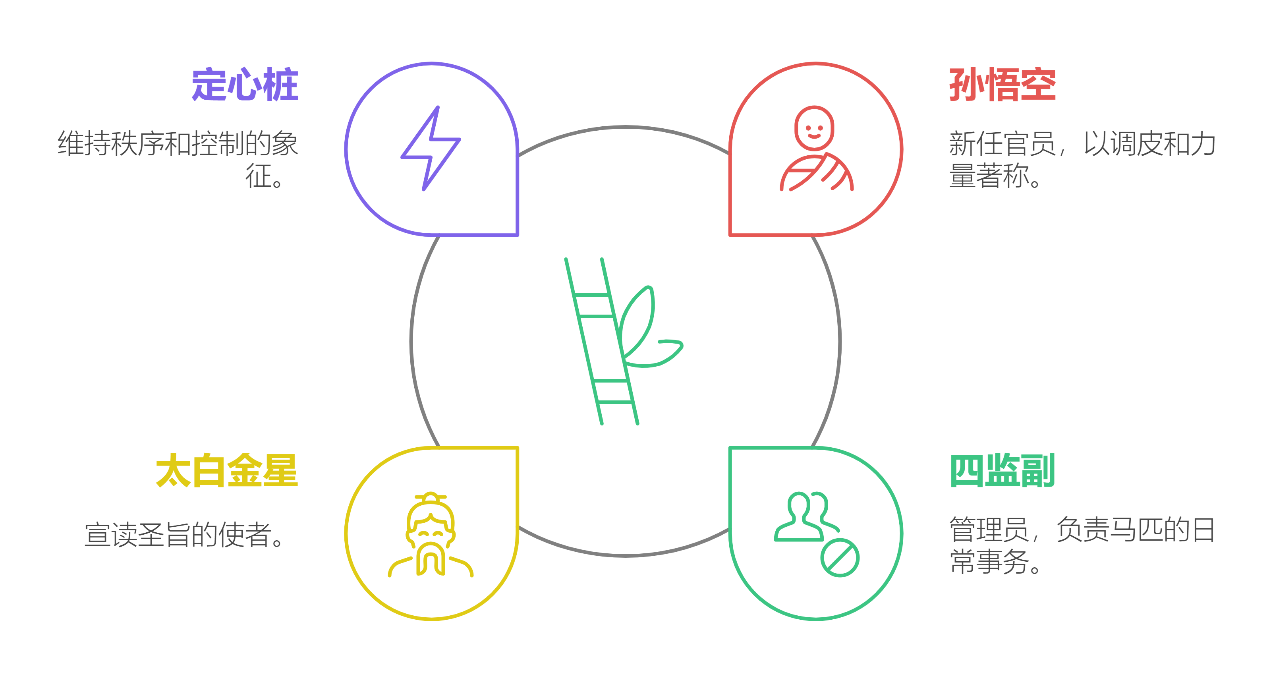 定心桩
维持秩序和控制的象
征。
孙悟空
新任官员，以调皮和力
量著称。
太白金星
宣读圣旨的使者。
四监副
管理员，负责马匹的日
常事务。